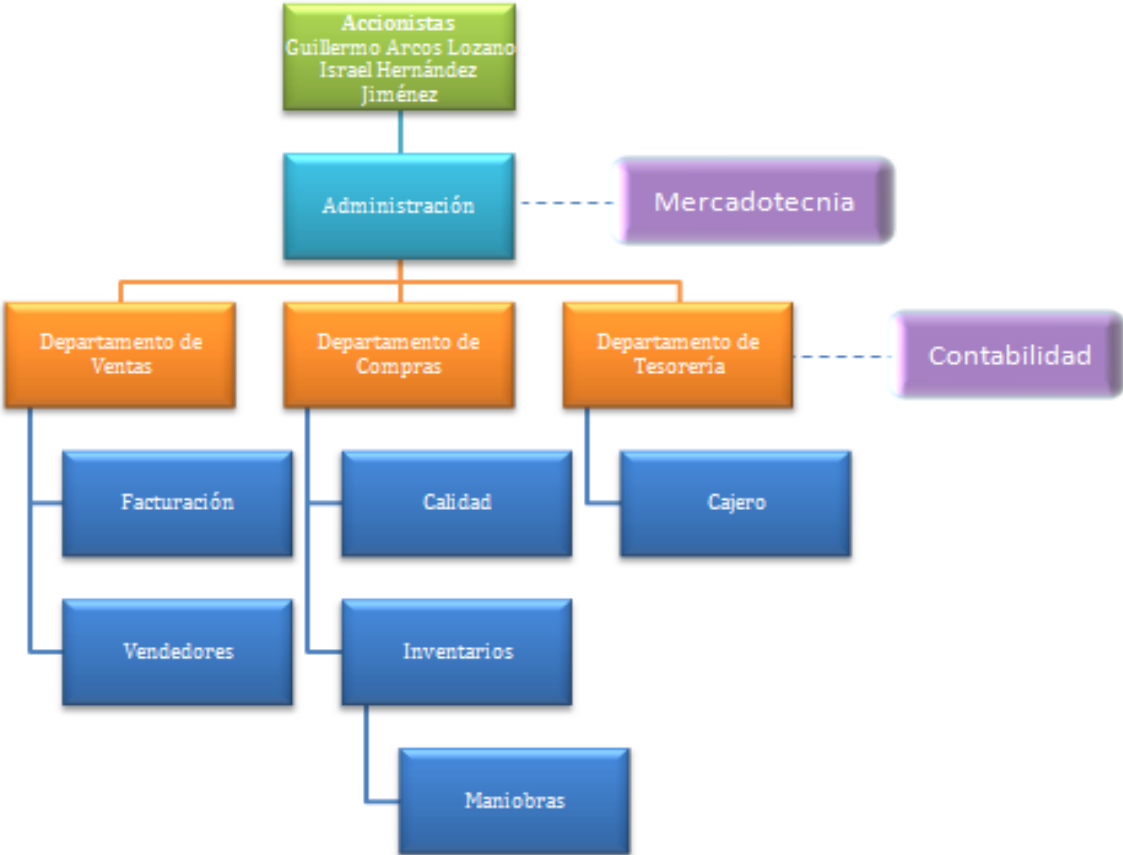 Accionistas
Guillermo Arcos Lozano
Israel Hernández
Jiménez
Administración
Mercadotecnia
Departamento de
Ventas
Departamento de
Compras
Departamento de
Tesorería
Contabilidad
Facturación
Calidad
Cajero
Vendedores
Inventarios
Maniobras